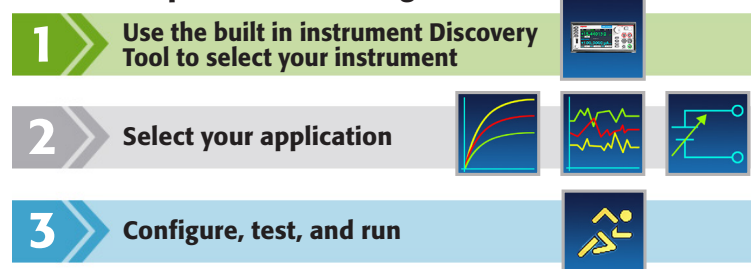 1
Use the built in instrument Discovery
Tool to select your instrument
2
Select your application
3
Configure, test, and run